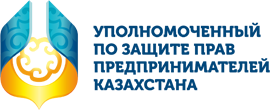 УПОЛНОМОЧЕННЫЙ
ПО ЗАЩИТЕ ПРАВ
ПРЕДПРИНИМАТЕЛЕЙ
КАЗАХСТАНА